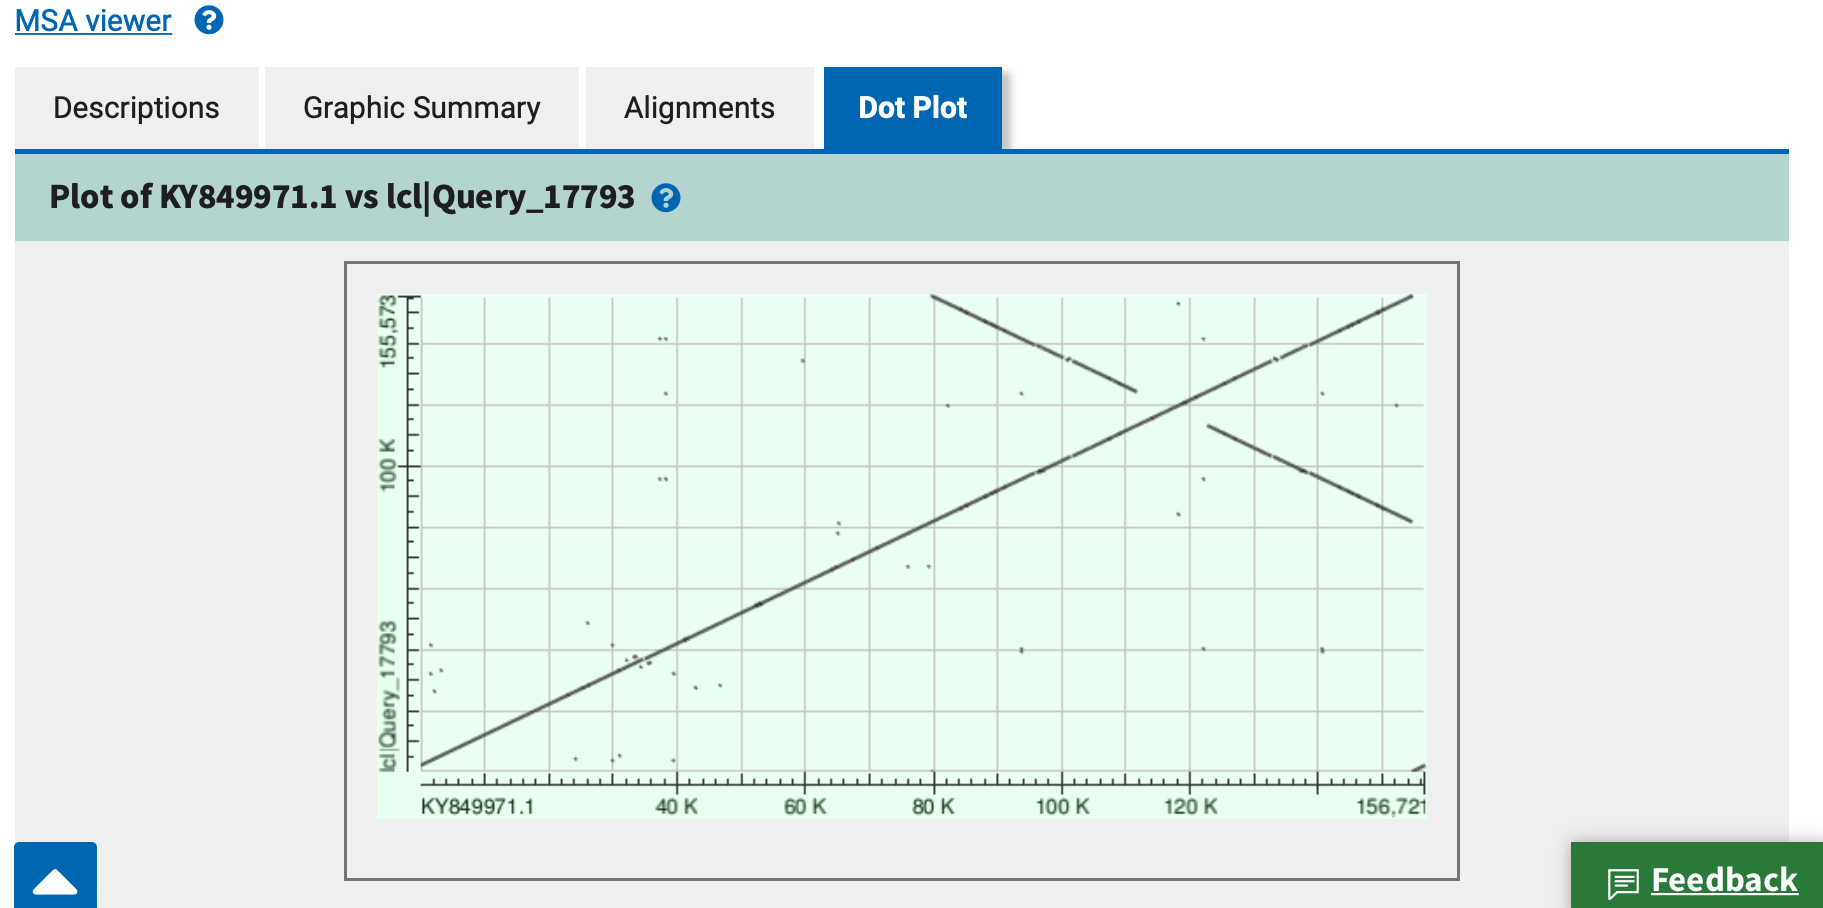 MSA viewer ?
Descriptions Graphic Summary Alignments Dot Plot
Plot of KY849971.1 vs lcl|Query_17793 ?
155,573
100 K
lcl|Query_17793
KY849971.1 40 K 60 K 80 K 100 K 120 K 156,721
Feedback